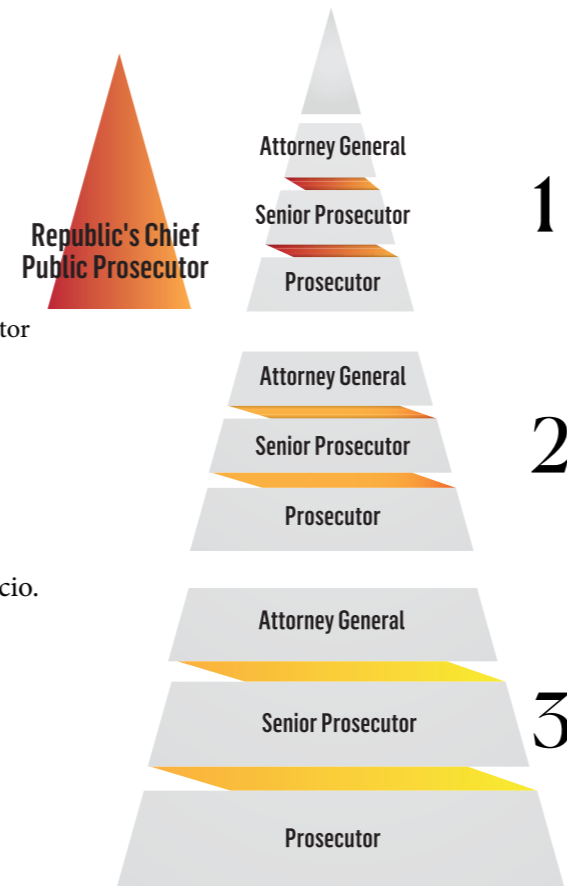 Republic's Chief
Public Prosecutor
tor
cio.
Attorney General
Senior Prosecutor
Prosecutor
1
Attorney General
Senior Prosecutor
Prosecutor
2
Attorney General
Senior Prosecutor
Prosecutor
3